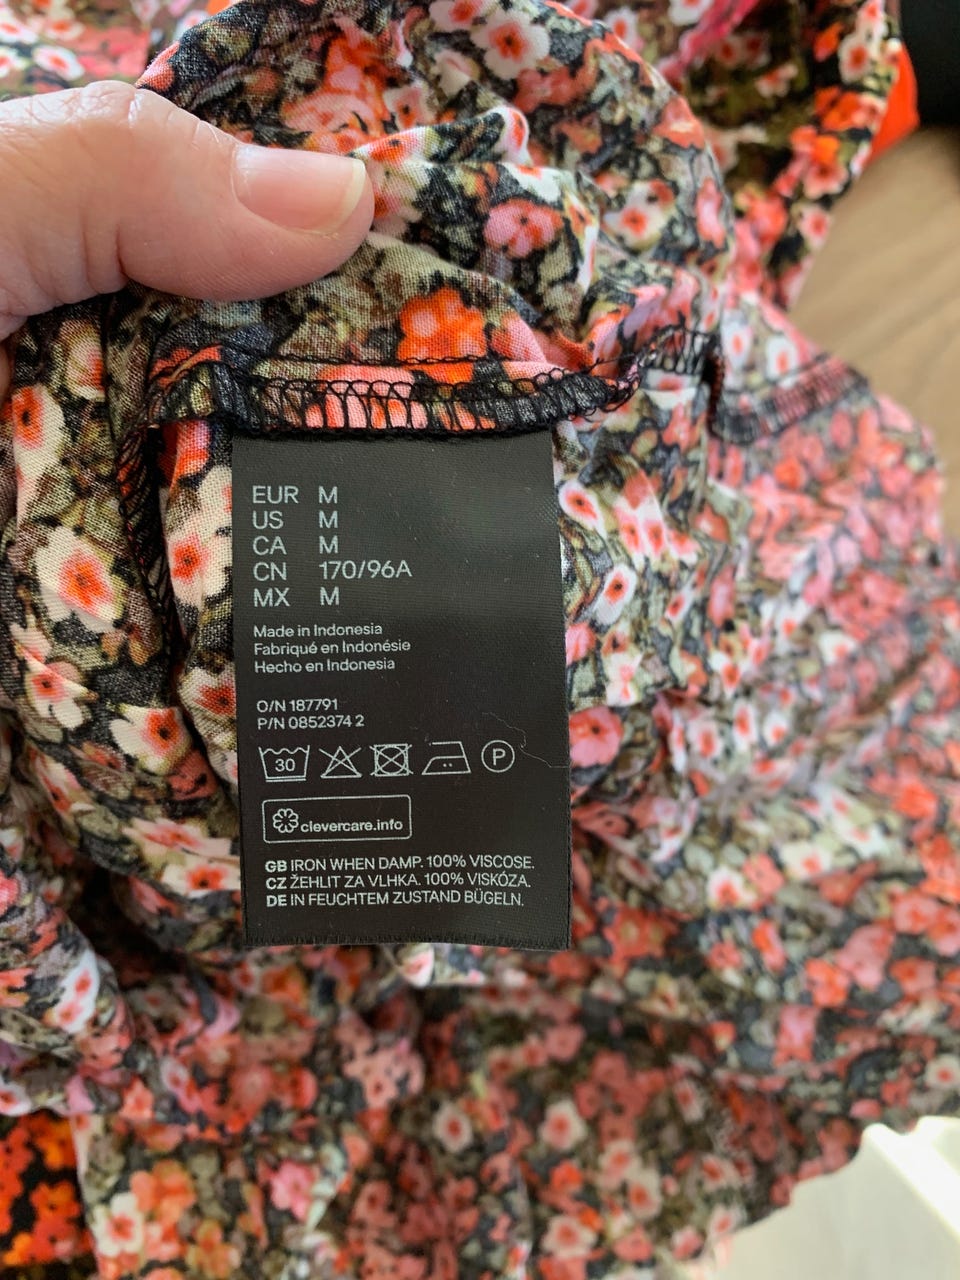 EUR M
US M
CA M
CN 170/96A
MX M
Made in Indonesia
Fabriqué en Indonésie
Hecho en Indonesia
O/N 187791
P/N 0852374 2
30 P
clevercare.info
GB IRON WHEN DAMP. 100% VISCOSE.
CZ ŽEHLIT ZA VLHKA. 100% VISKÓZA.
DE IN FEUCHTEM ZUSTAND BÜGELN.